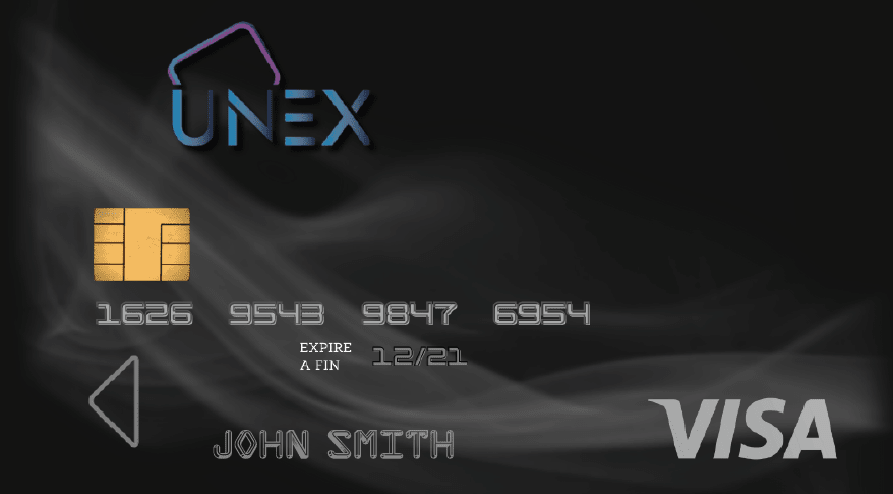 UNEX
1626 9543 9847 6954
EXPIRE
A FIN 12/21
JOHN SMITH
VISA